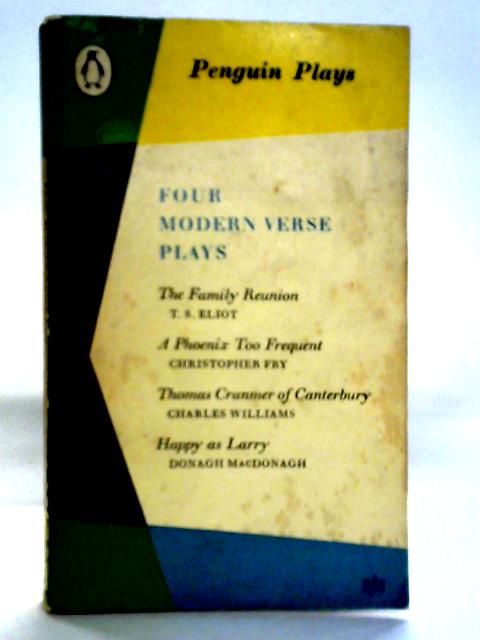 Penguin Plays
FOUR
MODERN VERSE
PLAYS
The Family Reunion
T. S. ELIOT
A Phoenix Too Frequent
CHRISTOPHER FRY
Thomas Cranmer of Canterbury
CHARLES WILLIAMS
Happy as Larry
DONAGH MacDONAGH